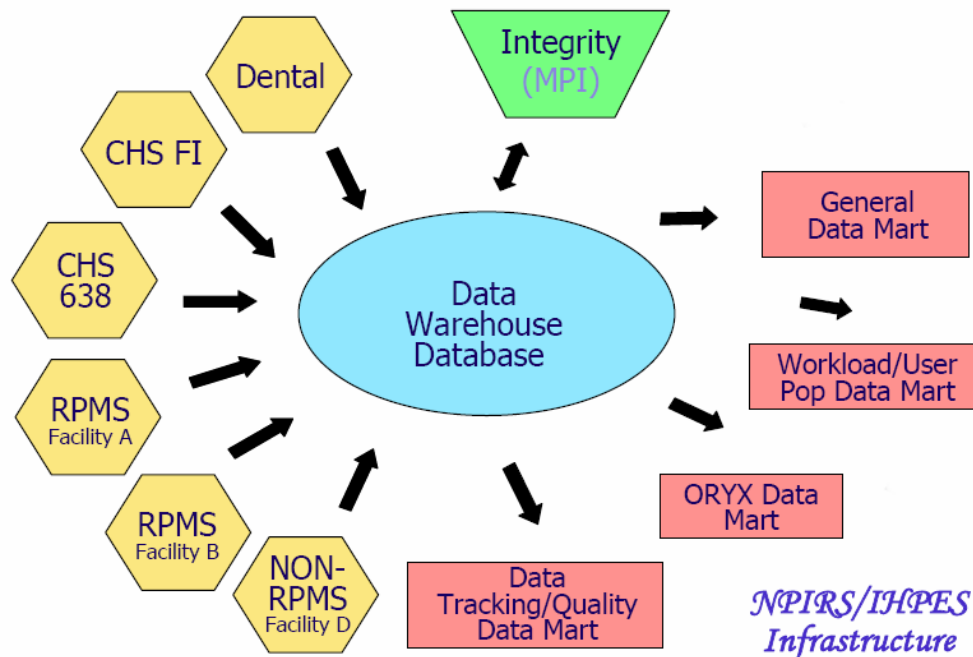 Dental
Integrity
(MPI)
CHS FI
General
Data Mart
CHS
638
Data
Warehouse
Database
Workload/User
Pop Data Mart
RPMS
Facility A
ORYX Data
Mart
RPMS
Facility B
NON-
RPMS
Facility D
Data
Tracking/Quality
Data Mart
NPIRS/IHPES
Infrastructure